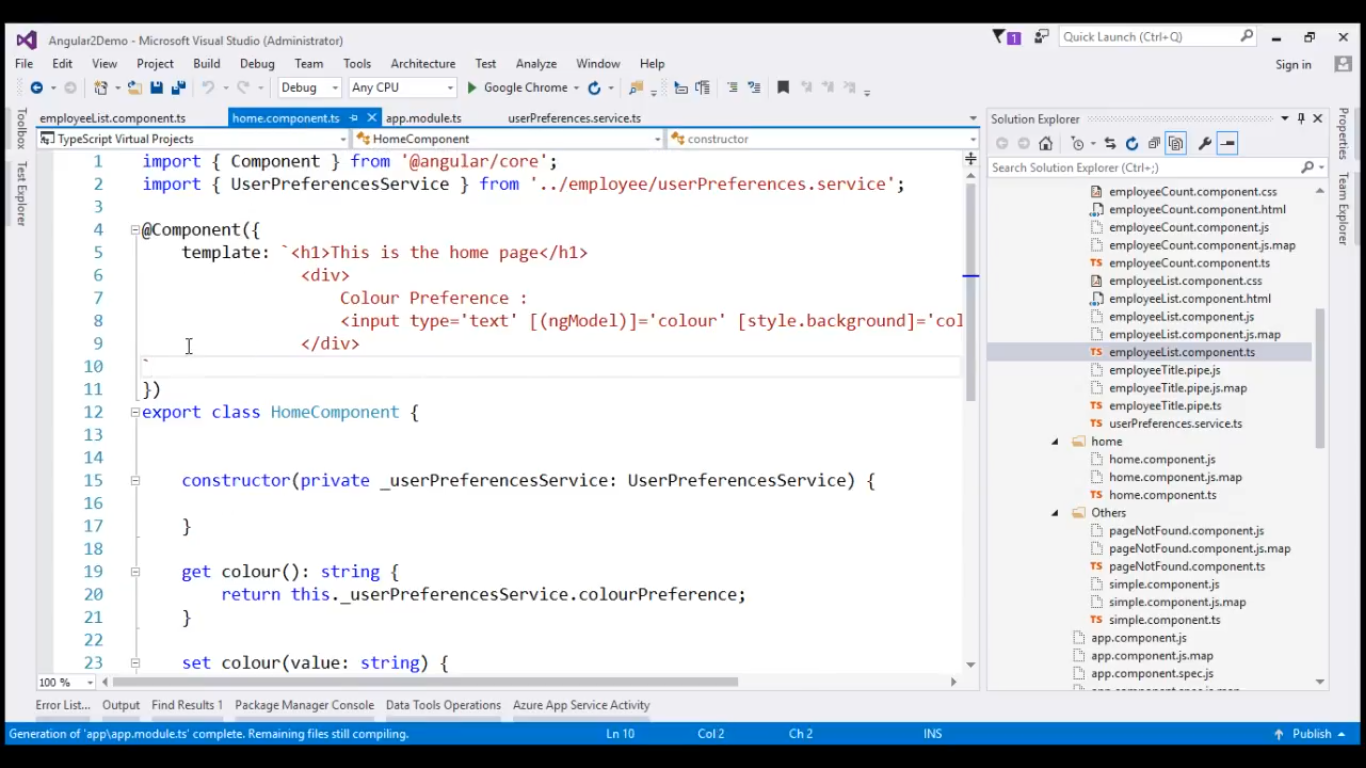 Angular2Demo - Microsoft Visual Studio (Administrator)
1
Quick Launch (Ctrl+Q)
File Edit View Project Build Debug Team Tools Architecture Test Analyze Window Help
Sign in
Debug Any CPU Google Chrome
Toolbox
Test Explorer
employeeList.component.ts home.component.ts app.module.ts userPreferences.service.ts
TypeScript Virtual Projects HomeComponent constructor
1 import { Component } from '@angular/core';
2 import { UserPreferencesService } from '../employee/userPreferences.service';
3
4 @Component({
5 template: `<h1>This is the home page</h1>
6 <div>
7 Colour Preference :
8 <input type='text' [(ngModel)]='colour' [style.background]='col
9 </div>
10 `
11 })
12 export class HomeComponent {
13
14
15 constructor(private _userPreferencesService: UserPreferencesService) {
16
17 }
18
19 get colour(): string {
20 return this._userPreferencesService.colourPreference;
21 }
22
23 set colour(value: string) {
100 %
Solution Explorer
Search Solution Explorer (Ctrl+;)
employeeCount.component.css
employeeCount.component.html
employeeCount.component.js
employeeCount.component.js.map
TS employeeCount.component.ts
employeeList.component.css
employeeList.component.html
employeeList.component.js
employeeList.component.js.map
TS employeeList.component.ts
employeeTitle.pipe.js
employeeTitle.pipe.js.map
TS employeeTitle.pipe.ts
TS userPreferences.service.ts
home
home.component.js
home.component.js.map
TS home.component.ts
Others
pageNotFound.component.js
pageNotFound.component.js.map
TS pageNotFound.component.ts
simple.component.js
simple.component.js.map
TS simple.component.ts
app.component.js
app.component.js.map
app.component.spec.js
Properties
Team Explorer
Error List... Output Find Results 1 Package Manager Console Data Tools Operations Azure App Service Activity
Generation of 'app\app.module.ts' complete. Remaining files still compiling. Ln 10 Col 2 Ch 2 INS Publish